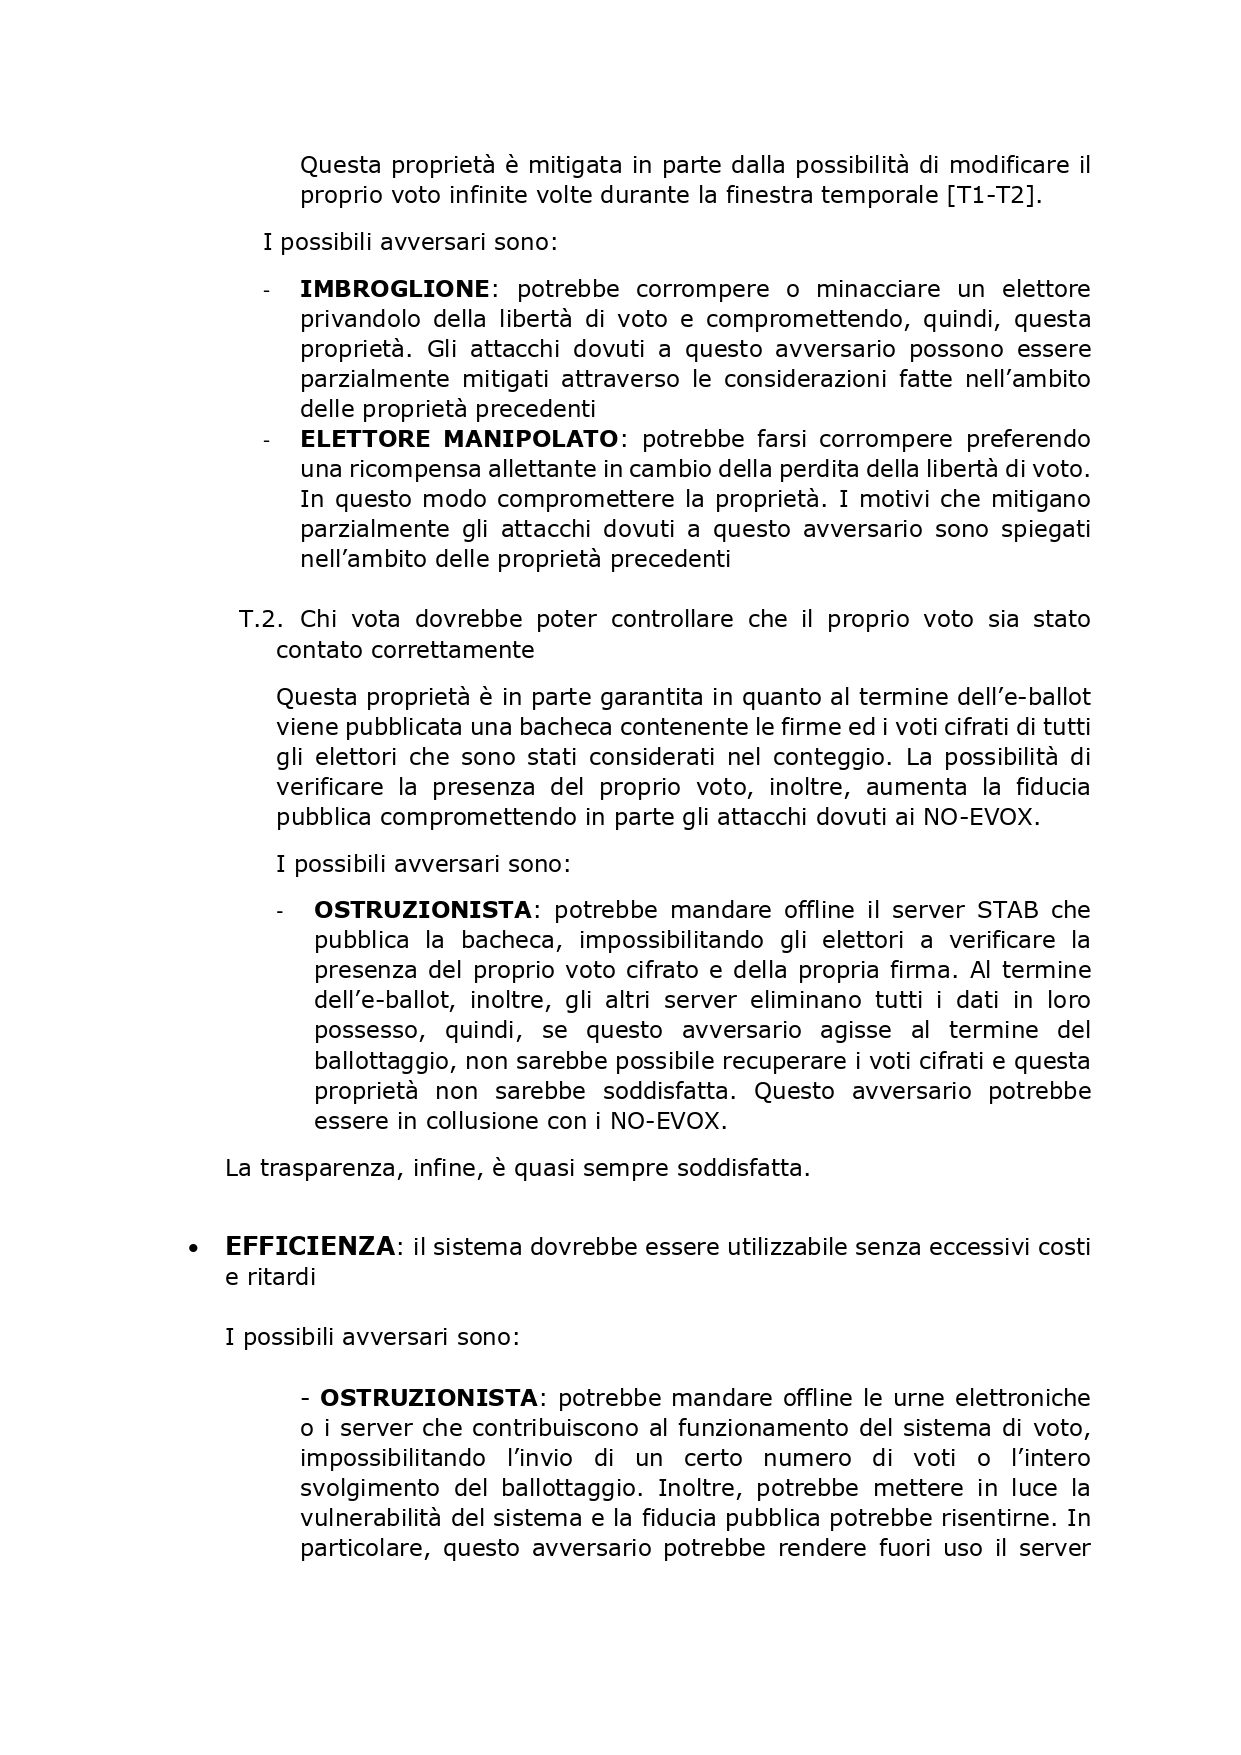 Questa proprietà è mitigata in parte dalla possibilità di modificare il
proprio voto infinite volte durante la finestra temporale [T1-T2].
I possibili avversari sono:
- IMBROGLIONE: potrebbe corrompere o minacciare un elettore
privandolo della libertà di voto e compromettendo, quindi, questa
proprietà. Gli attacchi dovuti a questo avversario possono essere
parzialmente mitigati attraverso le considerazioni fatte nell’ambito
delle proprietà precedenti
- ELETTORE MANIPOLATO: potrebbe farsi corrompere preferendo
una ricompensa allettante in cambio della perdita della libertà di voto.
In questo modo compromettere la proprietà. I motivi che mitigano
parzialmente gli attacchi dovuti a questo avversario sono spiegati
nell’ambito delle proprietà precedenti
T.2. Chi vota dovrebbe poter controllare che il proprio voto sia stato
contato correttamente
Questa proprietà è in parte garantita in quanto al termine dell’e-ballot
viene pubblicata una bacheca contenente le firme ed i voti cifrati di tutti
gli elettori che sono stati considerati nel conteggio. La possibilità di
verificare la presenza del proprio voto, inoltre, aumenta la fiducia
pubblica compromettendo in parte gli attacchi dovuti ai NO-EVOX.
I possibili avversari sono:
- OSTRUZIONISTA: potrebbe mandare offline il server STAB che
pubblica la bacheca, impossibilitando gli elettori a verificare la
presenza del proprio voto cifrato e della propria firma. Al termine
dell’e-ballot, inoltre, gli altri server eliminano tutti i dati in loro
possesso, quindi, se questo avversario agisse al termine del
ballottaggio, non sarebbe possibile recuperare i voti cifrati e questa
proprietà non sarebbe soddisfatta. Questo avversario potrebbe
essere in collusione con i NO-EVOX.
La trasparenza, infine, è quasi sempre soddisfatta.
• EFFICIENZA: il sistema dovrebbe essere utilizzabile senza eccessivi costi
e ritardi
I possibili avversari sono:
- OSTRUZIONISTA: potrebbe mandare offline le urne elettroniche
o i server che contribuiscono al funzionamento del sistema di voto,
impossibilitando l’invio di un certo numero di voti o l’intero
svolgimento del ballottaggio. Inoltre, potrebbe mettere in luce la
vulnerabilità del sistema e la fiducia pubblica potrebbe risentirne. In
particolare, questo avversario potrebbe rendere fuori uso il server